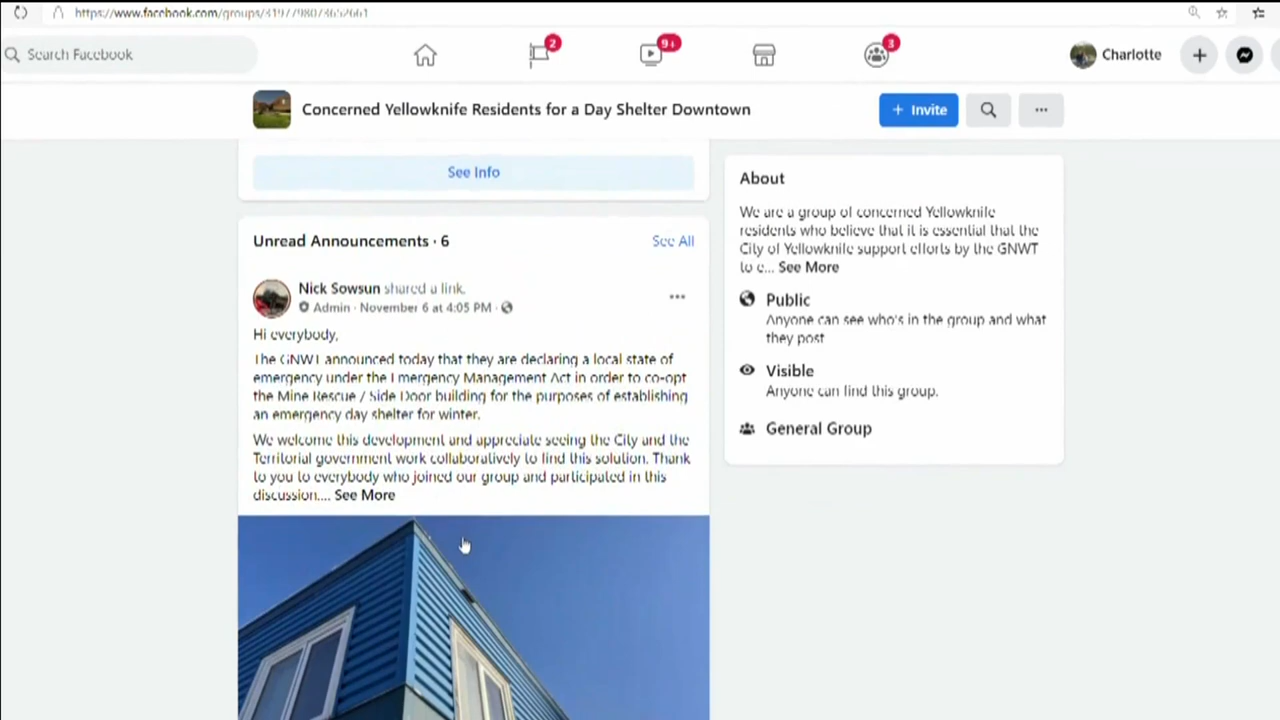 https://www.facebook.com/groups/3197798073652661
Search Facebook
2
9+
3
Charlotte
Concerned Yellowknife Residents for a Day Shelter Downtown
+ Invite
See Info
Unread Announcements · 6
See All
Nick Sowsun shared a link.
Admin · November 6 at 4:05 PM ·
Hi everybody,
The GNWT announced today that they are declaring a local state of
emergency under the Emergency Management Act in order to co-opt
the Mine Rescue / Side Door building for the purposes of establishing
an emergency day shelter for winter.
We welcome this development and appreciate seeing the City and the
Territorial government work collaboratively to find this solution. Thank
to you to everybody who joined our group and participated in this
discussion.... See More
About
We are a group of concerned Yellowknife
residents who believe that it is essential that the
City of Yellowknife support efforts by the GNWT
to e... See More
Public
Anyone can see who's in the group and what
they post
Visible
Anyone can find this group.
General Group